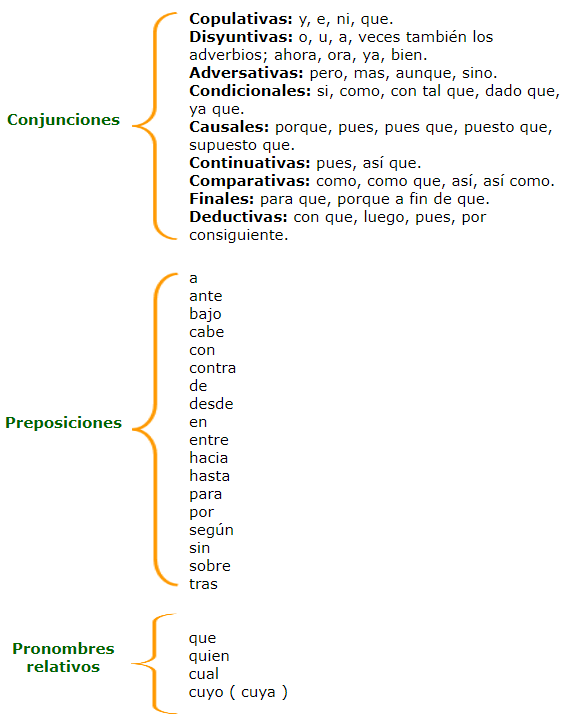 Conjunciones
Copulativas: y, e, ni, que.
Disyuntivas: o, u, a, veces también los
adverbios; ahora, ora, ya, bien.
Adversativas: pero, mas, aunque, sino.
Condicionales: si, como, con tal que, dado que,
ya que.
Causales: porque, pues, pues que, puesto que,
supuesto que.
Continuativas: pues, así que.
Comparativas: como, como que, así, así como.
Finales: para que, porque a fin de que.
Deductivas: con que, luego, pues, por
consiguiente.
Preposiciones
a
ante
bajo
cabe
con
contra
de
desde
en
entre
hacia
hasta
para
por
según
sin
sobre
tras
Pronombres
relativos
que
quien
cual
cuyo ( cuya )